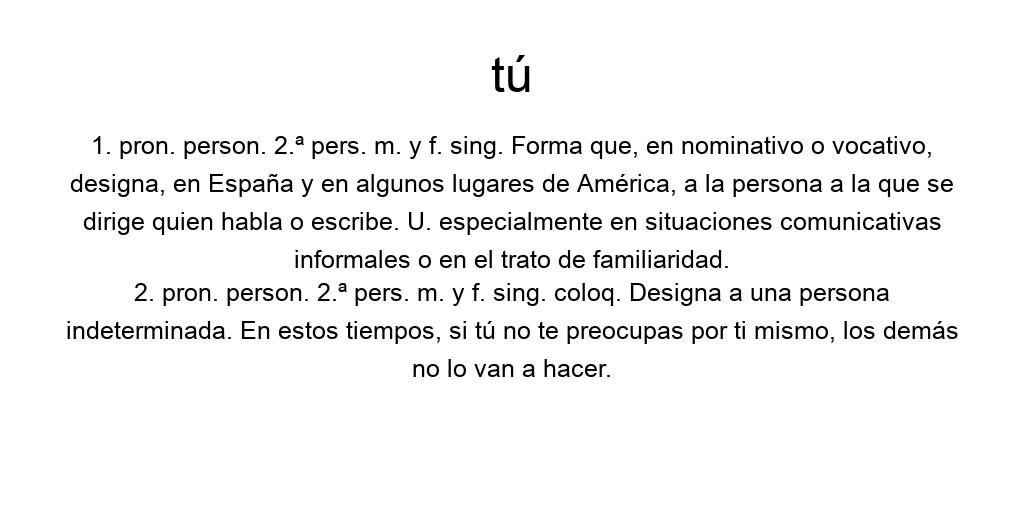 tú
1. pron. person. 2.ª pers. m. y f. sing. Forma que, en nominativo o vocativo,
designa, en España y en algunos lugares de América, a la persona a la que se
dirige quien habla o escribe. U. especialmente en situaciones comunicativas
informales o en el trato de familiaridad.
2. pron. person. 2.ª pers. m. y f. sing. coloq. Designa a una persona
indeterminada. En estos tiempos, si tú no te preocupas por ti mismo, los demás
no lo van a hacer.